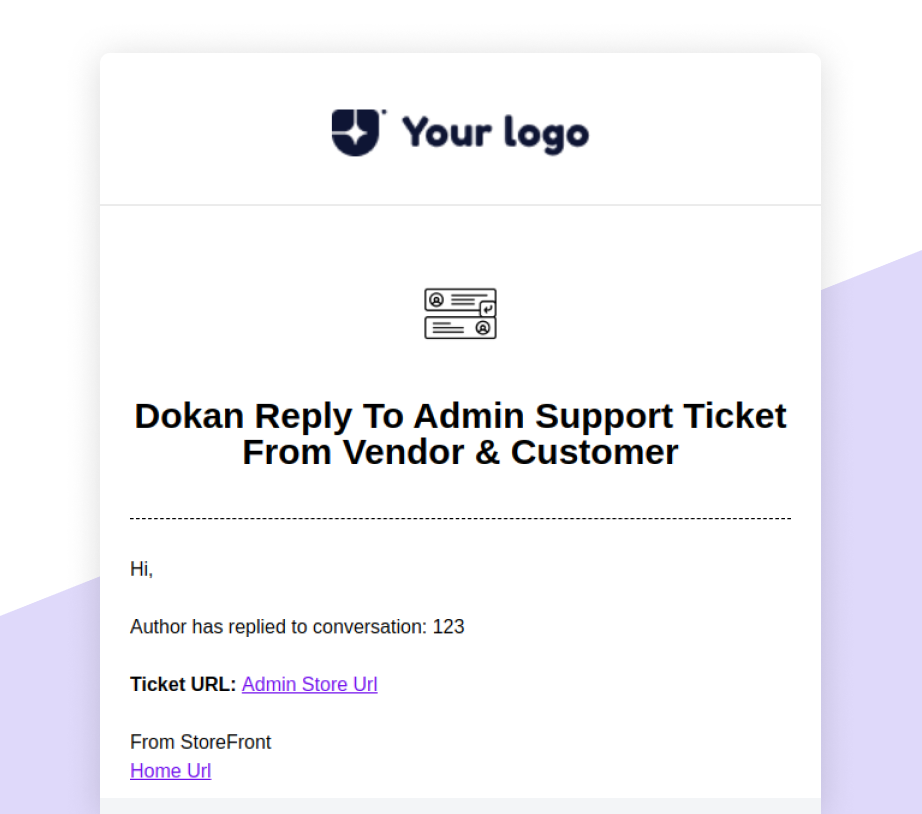 Your logo
Dokan Reply To Admin Support Ticket
From Vendor & Customer
Hi,
Author has replied to conversation: 123
Ticket URL: Admin Store Url
From StoreFront
Home Url